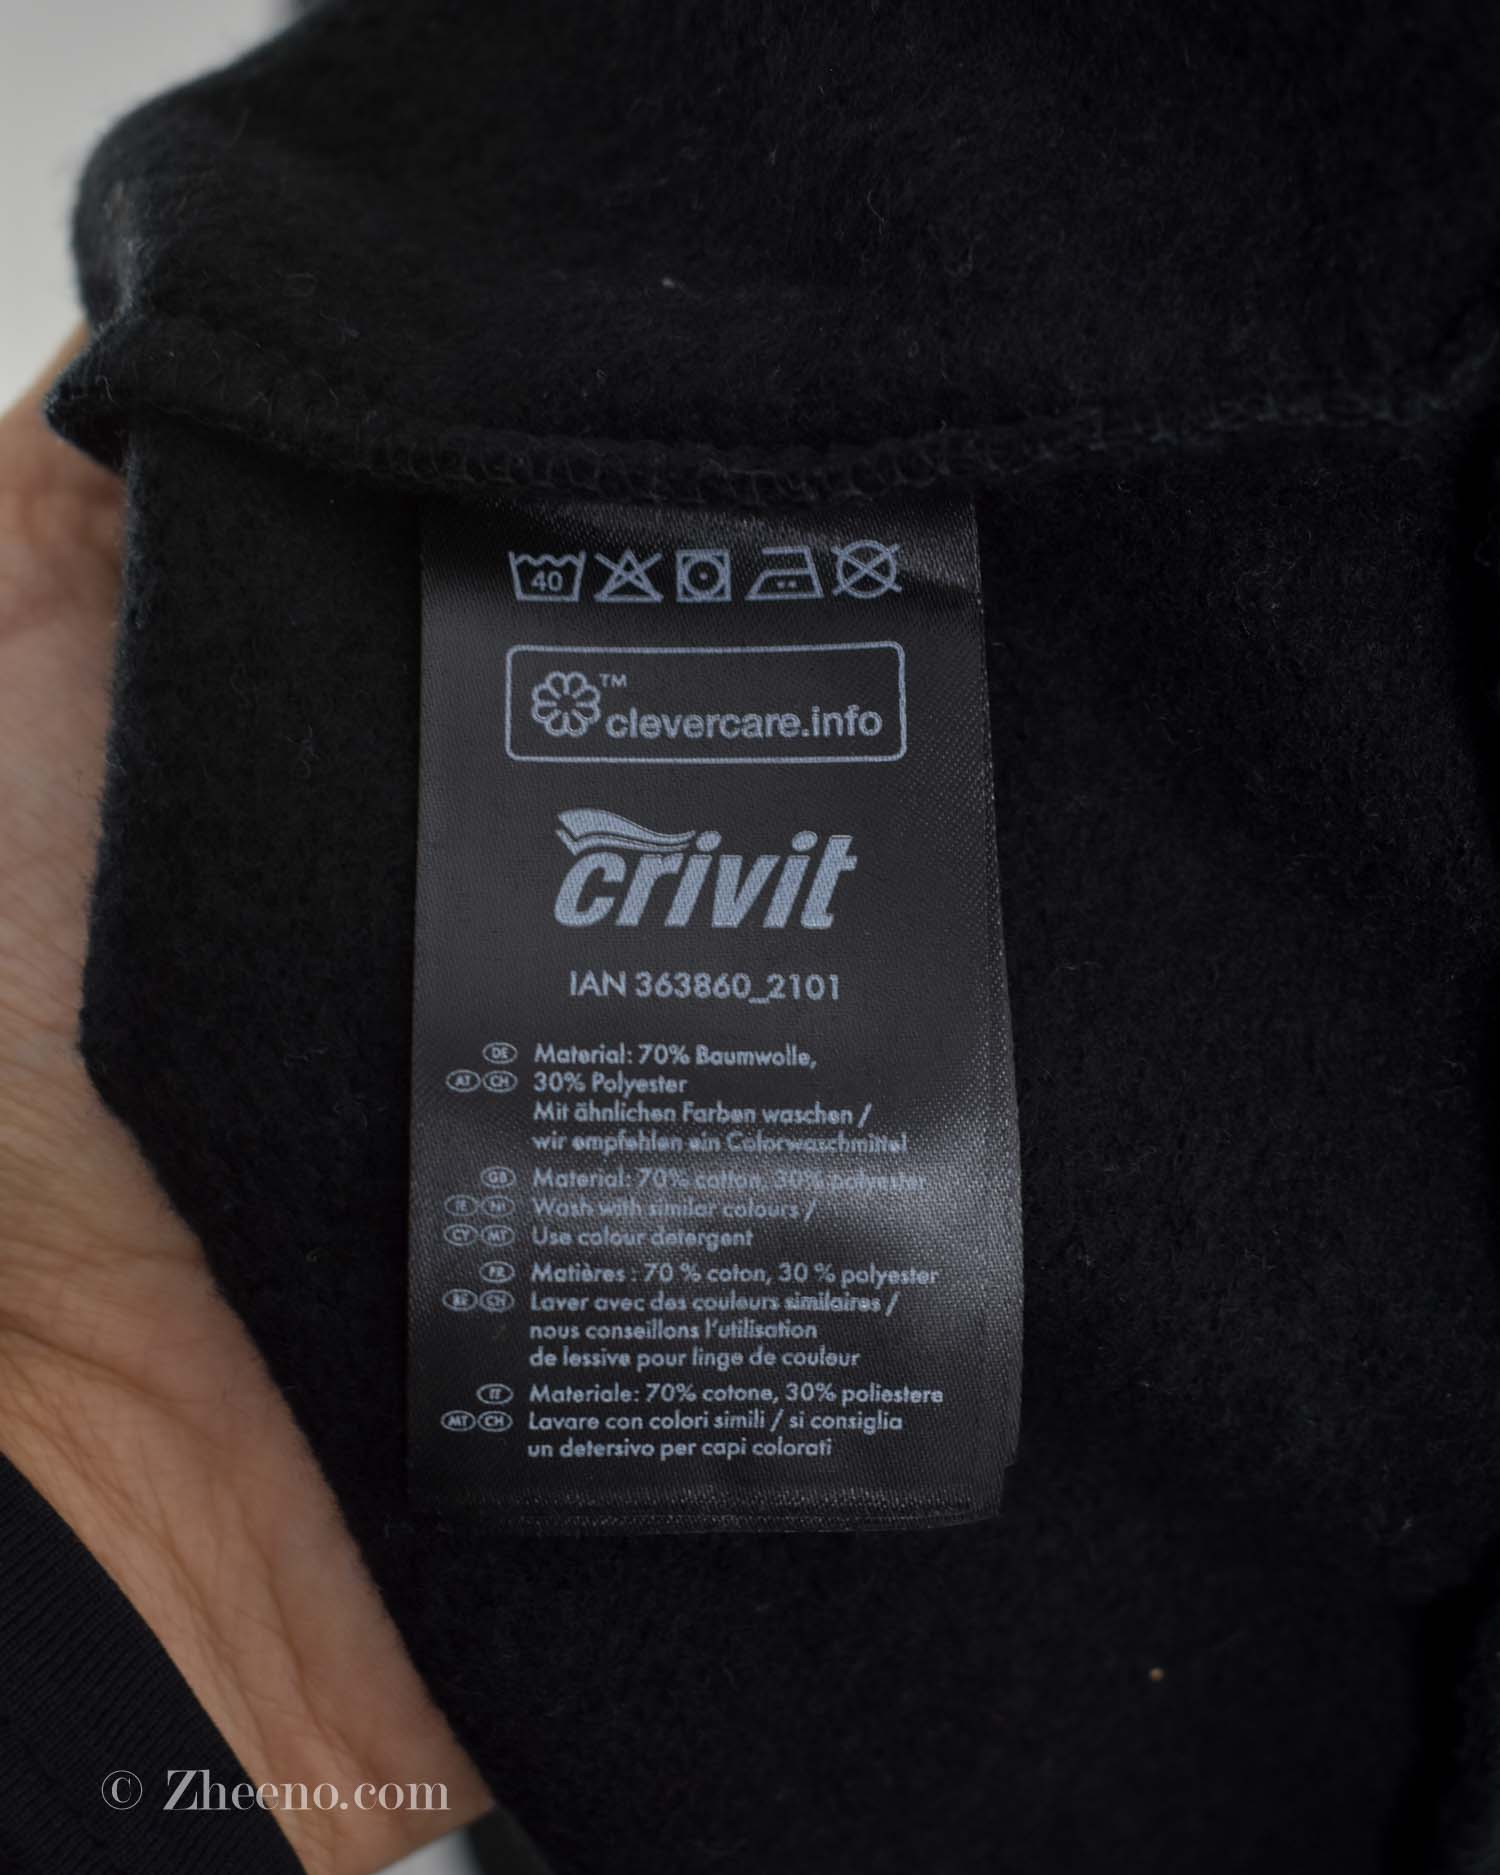 40
™
clevercare.info
crivit
IAN 363860_2101
DE Material: 70% Baumwolle,
AT CH 30% Polyester
Mit ähnlichen Farben waschen /
wir empfehlen ein Colorwaschmittel
GB Material: 70% cotton, 30% polyester
IE NI Wash with similar colours /
CY MT Use colour detergent
FR Matières : 70 % coton, 30 % polyester
BE CH Laver avec des couleurs similaires /
nous conseillons l'utilisation
de lessive pour linge de couleur
IT Materiale: 70% cotone, 30% poliestere
MT CH Lavare con colori simili / si consiglia
un detersivo per capi colorati
© Zheeno.com